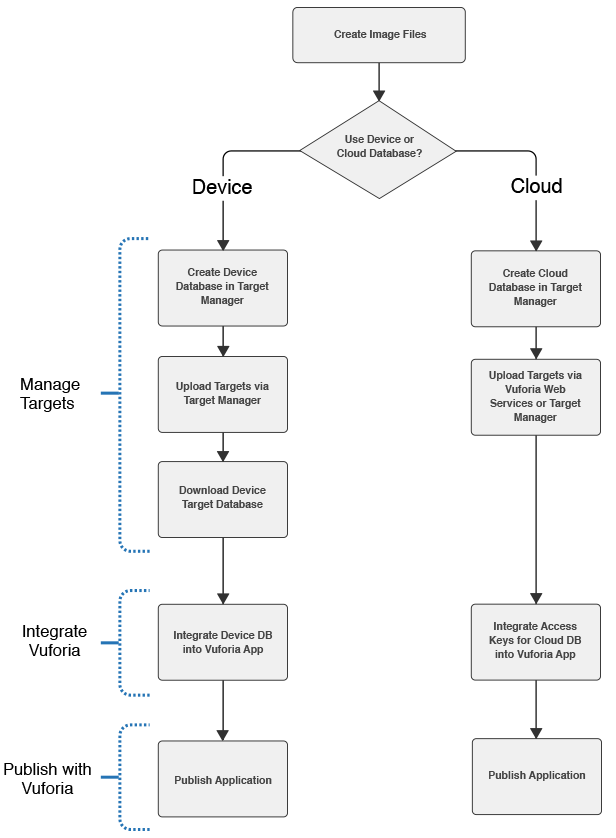 Create Image Files
Use Device or
Cloud Database?
Device
Cloud
Manage
Targets
Create Device
Database in Target
Manager
Create Cloud
Database in Target
Manager
Upload Targets via
Target Manager
Upload Targets via
Vuforia Web
Services or Target
Manager
Download Device
Target Database
Integrate
Vuforia
Integrate Device DB
into Vuforia App
Integrate Access
Keys for Cloud DB
into Vuforia App
Publish with
Vuforia
Publish Application
Publish Application